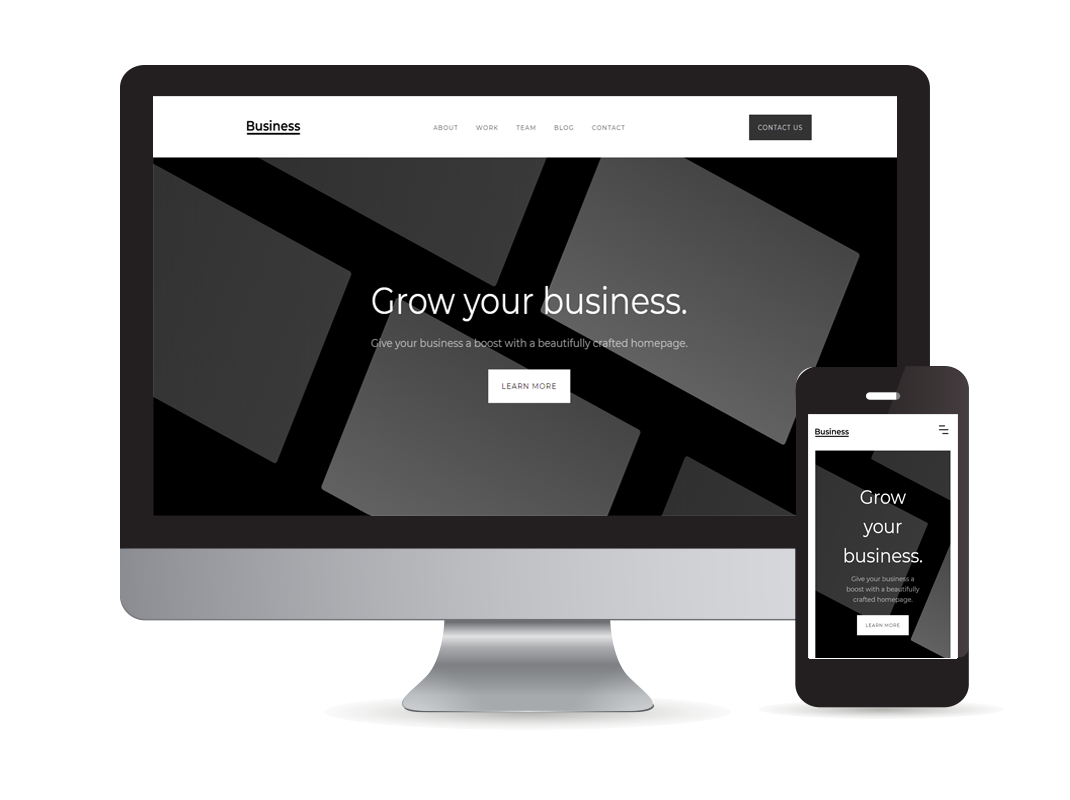 Business
ABOUT WORK TEAM BLOG CONTACT
CONTACT US
Grow your business.
Give your business a boost with a beautifully crafted homepage.
LEARN MORE
Business
Grow
your
business.
Give your business a
boost with a beautifully
crafted homepage.
LEARN MORE